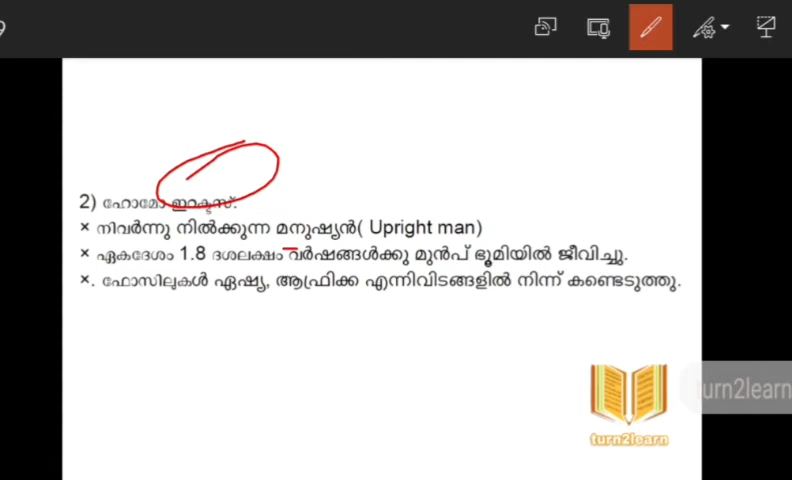 9
2) ഹോമോ ഇറക്ടസ്:
× നിവർന്നു നിൽക്കുന്ന മനുഷ്യൻ( Upright man)
× ഏകദേശം 1.8 ദശലക്ഷം വർഷങ്ങൾക്കു മുൻപ് ഭൂമിയിൽ ജീവിച്ചു.
×. ഫോസിലുകൾ ഏഷ്യ, ആഫ്രിക്ക എന്നിവിടങ്ങളിൽ നിന്ന് കണ്ടെടുത്തു.
turn2learn
turn2learn